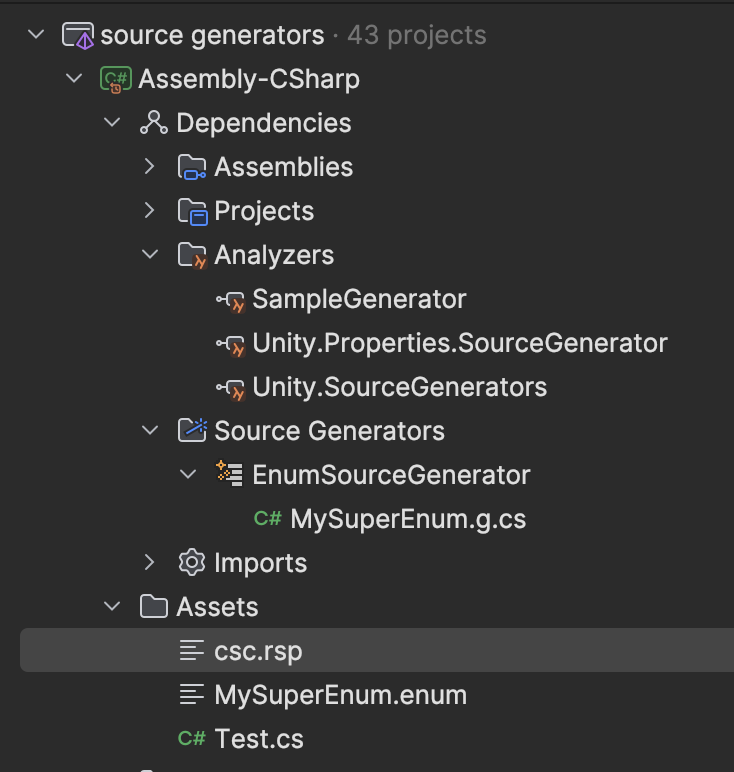 source generators · 43 projects
C# Assembly-CSharp
Dependencies
Assemblies
Projects
Analyzers
SampleGenerator
Unity.Properties.SourceGenerator
Unity.SourceGenerators
Source Generators
EnumSourceGenerator
C# MySuperEnum.g.cs
Imports
Assets
csc.rsp
MySuperEnum.enum
C# Test.cs